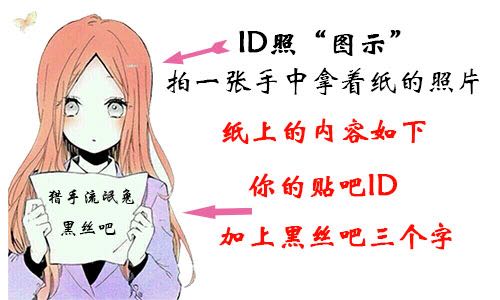 ID照“图示”
拍一张手中拿着纸的照片
纸上的内容如下
你的贴吧ID
加上黑丝吧三个字
猎手流氓兔
黑丝吧